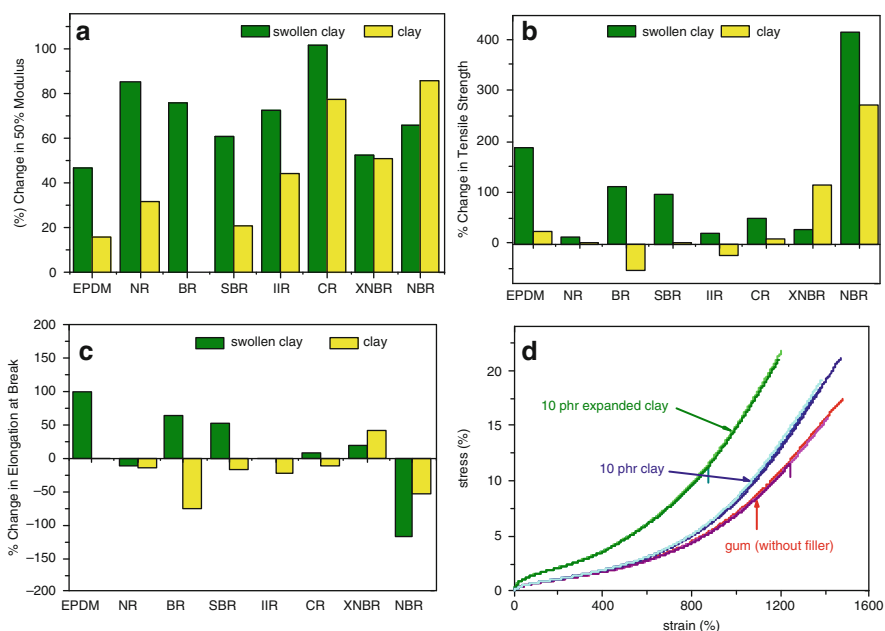 a
swollen clay
clay
(%) Change in 50% Modulus
100
80
60
40
20
0
EPDM NR BR SBR IIR CR XNBR NBR
b
swollen clay
clay
% Change in Tensile Strength
400
300
200
100
0
EPDM NR BR SBR IIR CR XNBR NBR
c
swollen clay
clay
% Change in Elongation at Break
200
150
100
50
0
−50
−100
−150
−200
EPDM NR BR SBR IIR CR XNBR NBR
d
10 phr expanded clay
10 phr clay
gum (without filler)
stress (%)
20
15
10
5
0
0 400 800 1200 1600
strain (%)